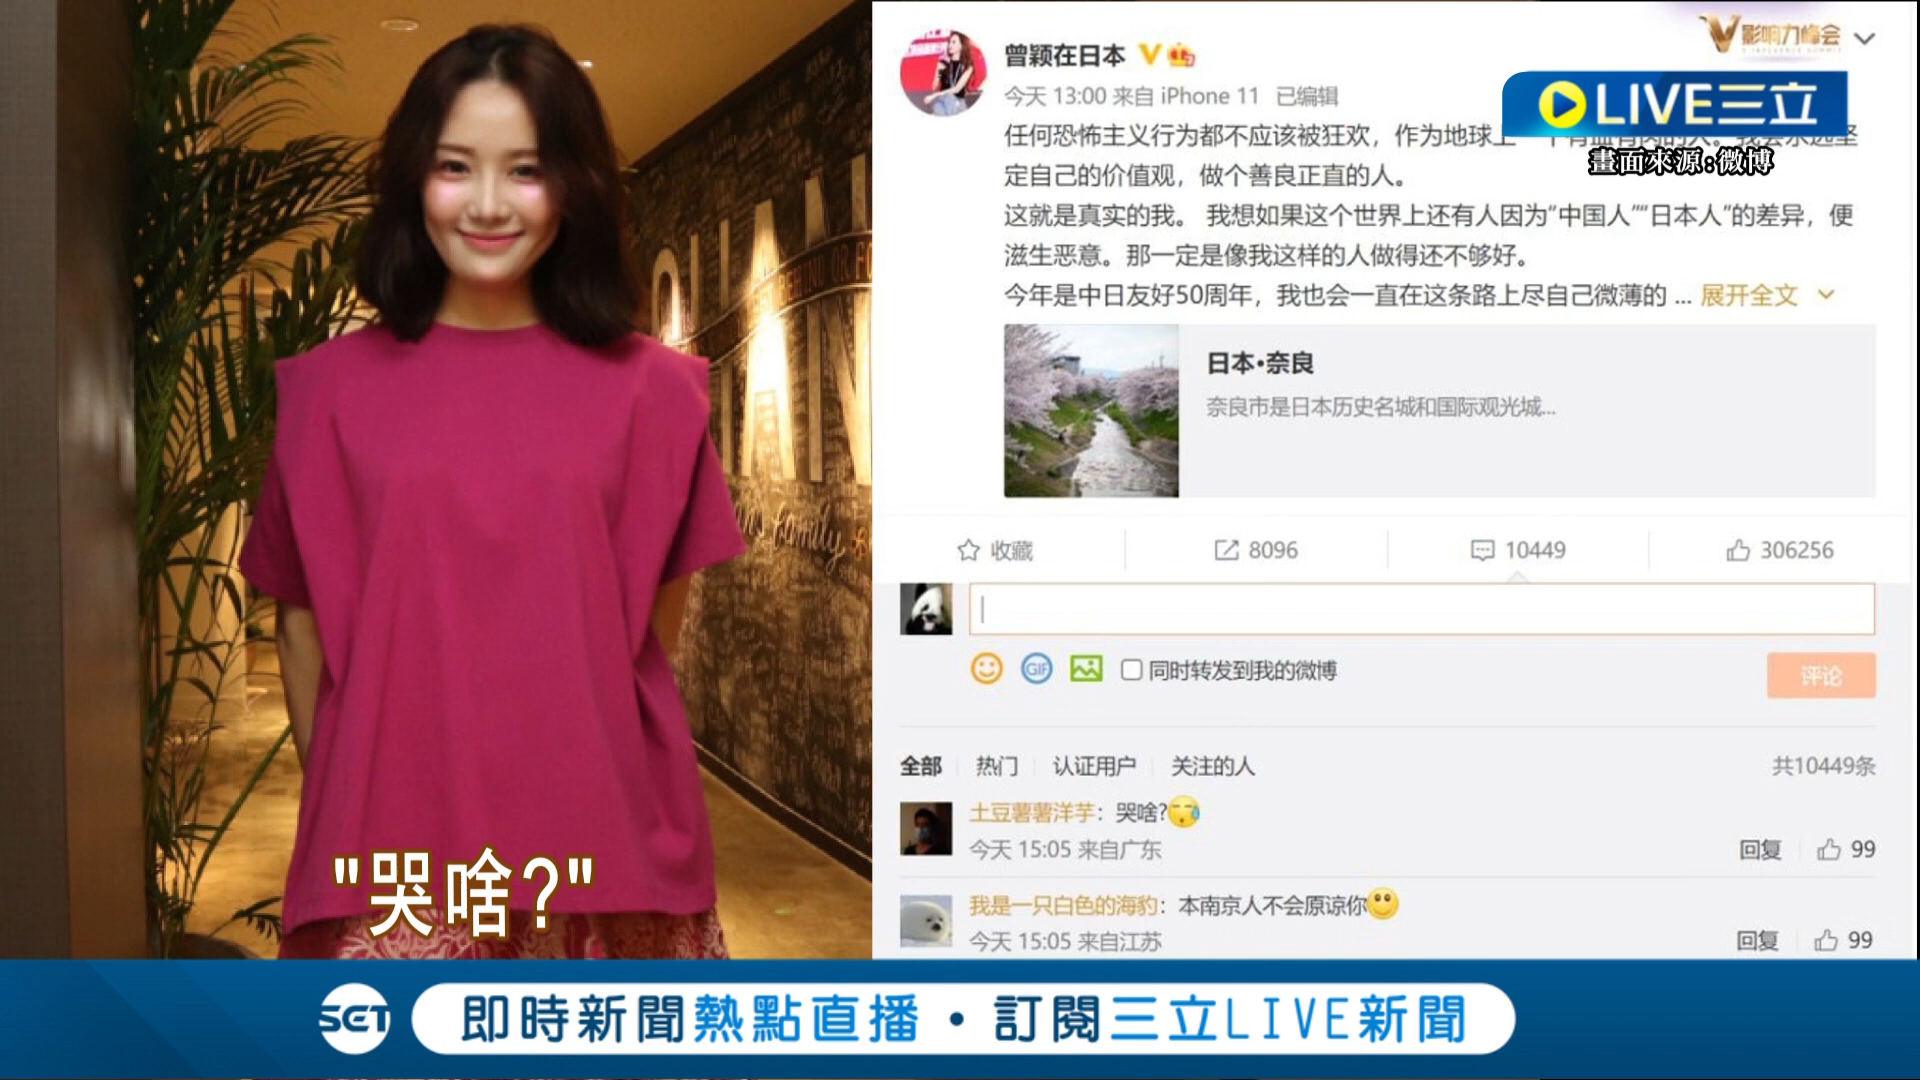 曾颖在日本
影响力峰会
今天 13:00 来自 iPhone 11 已编辑
LIVE三立
畫面來源:微博
任何恐怖主义行为都不应该被狂欢，作为地球上
定自己的价值观，做个善良正直的人。
这就是真实的我。 我想如果这个世界上还有人因为“中国人”“日本人”的差异，便
滋生恶意。那一定是像我这样的人做得还不够好。
今年是中日友好50周年，我也会一直在这条路上尽自己微薄的 ... 展开全文
日本·奈良
奈良市是日本历史名城和国际观光城...
收藏 8096 10449 306256
GIF 同时转发到我的微博
评论
全部 热门 认证用户 关注的人 共10449条
土豆薯薯洋芋：哭啥?
今天 15:05 来自广东 回复 99
我是一只白色的海豹：本南京人不会原谅你
今天 15:05 来自江苏 回复 99
"哭啥?"
SET 即時新聞熱點直播·訂閱三立LIVE新聞